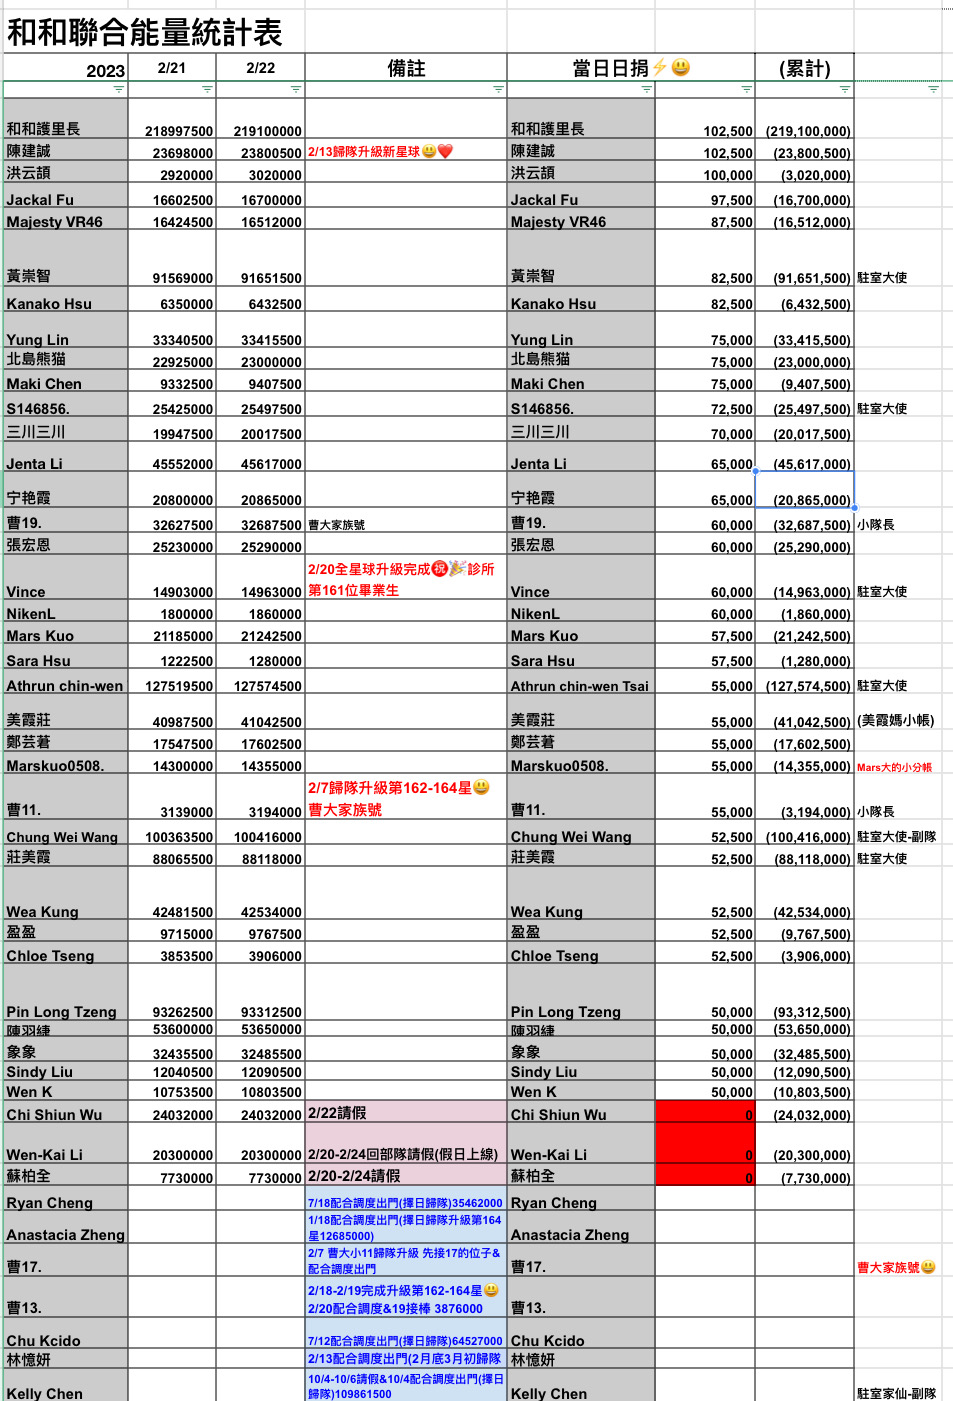 和和聯合能量統計表
2023 2/21 2/22 備註 當日日捐⚡😃 (累計)
和和護里長 218997500 219100000 和和護里長 102,500 (219,100,000)
陳建誠 23698000 23800500 2/13歸隊升級新星球😃❤️ 陳建誠 102,500 (23,800,500)
洪云頡 2920000 3020000 洪云頡 100,000 (3,020,000)
Jackal Fu 16602500 16700000 Jackal Fu 97,500 (16,700,000)
Majesty VR46 16424500 16512000 Majesty VR46 87,500 (16,512,000)
黃崇智 91569000 91651500 黃崇智 82,500 (91,651,500) 駐室大使
Kanako Hsu 6350000 6432500 Kanako Hsu 82,500 (6,432,500)
Yung Lin 33340500 33415500 Yung Lin 75,000 (33,415,500)
北島熊猫 22925000 23000000 北島熊猫 75,000 (23,000,000)
Maki Chen 9332500 9407500 Maki Chen 75,000 (9,407,500)
S146856. 25425000 25497500 S146856. 72,500 (25,497,500) 駐室大使
三川三川 19947500 20017500 三川三川 70,000 (20,017,500)
Jenta Li 45552000 45617000 Jenta Li 65,000 (45,617,000)
宁艳霞 20800000 20865000 宁艳霞 65,000 (20,865,000)
曹19. 32627500 32687500 曹大家族號 曹19. 60,000 (32,687,500) 小隊長
張宏恩 25230000 25290000 張宏恩 60,000 (25,290,000)
2/20全星球升級完成㊗️🎉診所
第161位畢業生
Vince 14903000 14963000 Vince 60,000 (14,963,000) 駐室大使
NikenL 1800000 1860000 NikenL 60,000 (1,860,000)
Mars Kuo 21185000 21242500 Mars Kuo 57,500 (21,242,500)
Sara Hsu 1222500 1280000 Sara Hsu 57,500 (1,280,000)
Athrun chin-wen 127519500 127574500 Athrun chin-wen Tsai 55,000 (127,574,500) 駐室大使
美霞莊 40987500 41042500 美霞莊 55,000 (41,042,500) (美霞媽小帳)
鄭芸莙 17547500 17602500 鄭芸莙 55,000 (17,602,500)
Marskuo0508. 14300000 14355000 Marskuo0508. 55,000 (14,355,000) Mars大的小分帳
2/7歸隊升級第162-164星😃
曹大家族號
曹11. 3139000 3194000 曹11. 55,000 (3,194,000) 小隊長
Chung Wei Wang 100363500 100416000 Chung Wei Wang 52,500 (100,416,000) 駐室大使-副隊
莊美霞 88065500 88118000 莊美霞 52,500 (88,118,000) 駐室大使
Wea Kung 42481500 42534000 Wea Kung 52,500 (42,534,000)
盈盈 9715000 9767500 盈盈 52,500 (9,767,500)
Chloe Tseng 3853500 3906000 Chloe Tseng 52,500 (3,906,000)
Pin Long Tzeng 93262500 93312500 Pin Long Tzeng 50,000 (93,312,500)
陳羽緁 53600000 53650000 陳羽緁 50,000 (53,650,000)
象象 32435500 32485500 象象 50,000 (32,485,500)
Sindy Liu 12040500 12090500 Sindy Liu 50,000 (12,090,500)
Wen K 10753500 10803500 Wen K 50,000 (10,803,500)
Chi Shiun Wu 24032000 24032000 2/22請假 Chi Shiun Wu 0 (24,032,000)
Wen-Kai Li 20300000 20300000 2/20-2/24回部隊請假(假日上線) Wen-Kai Li 0 (20,300,000)
蘇柏全 7730000 7730000 2/20-2/24請假 蘇柏全 0 (7,730,000)
Ryan Cheng 7/18配合調度出門(擇日歸隊)35462000 Ryan Cheng
1/18配合調度出門(擇日歸隊升級第164
星12685000)
Anastacia Zheng Anastacia Zheng
2/7 曹大小11歸隊升級 先接17的位子&
配合調度出門
曹17. 曹17. 曹大家族號😃
2/18-2/19完成升級第162-164星😃
2/20配合調度&19接棒 3876000
曹13. 曹13.
Chu Kcido 7/12配合調度出門(擇日歸隊)64527000 Chu Kcido
林憶妍 2/13配合調度出門(2月底3月初歸隊 林憶妍
10/4-10/6請假&10/4配合調度出門(擇日
歸隊)109861500
Kelly Chen Kelly Chen 駐室家仙-副隊